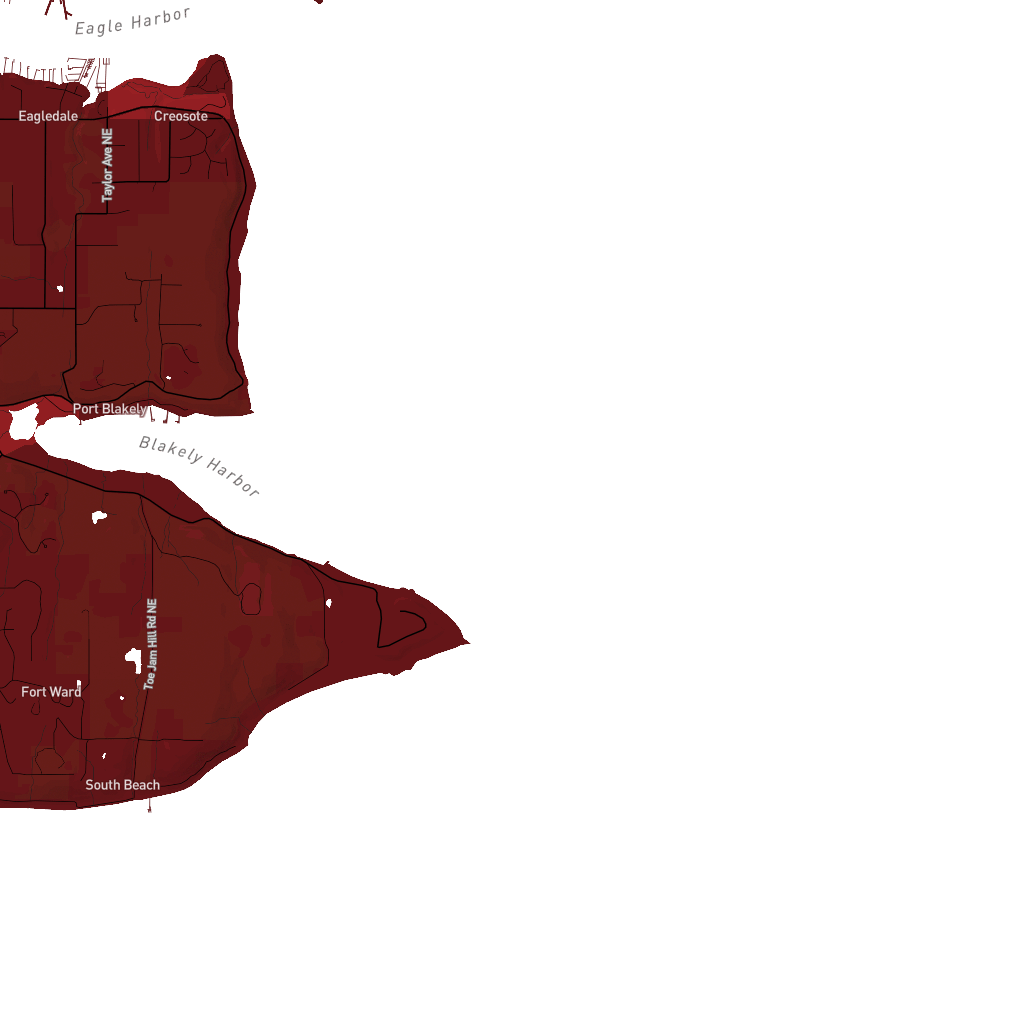 Eagle Harbor
Eagledale
Creosote
Taylor Ave NE
Port Blakely
Blakely Harbor
Toe Jam Hill Rd NE
Fort Ward
South Beach